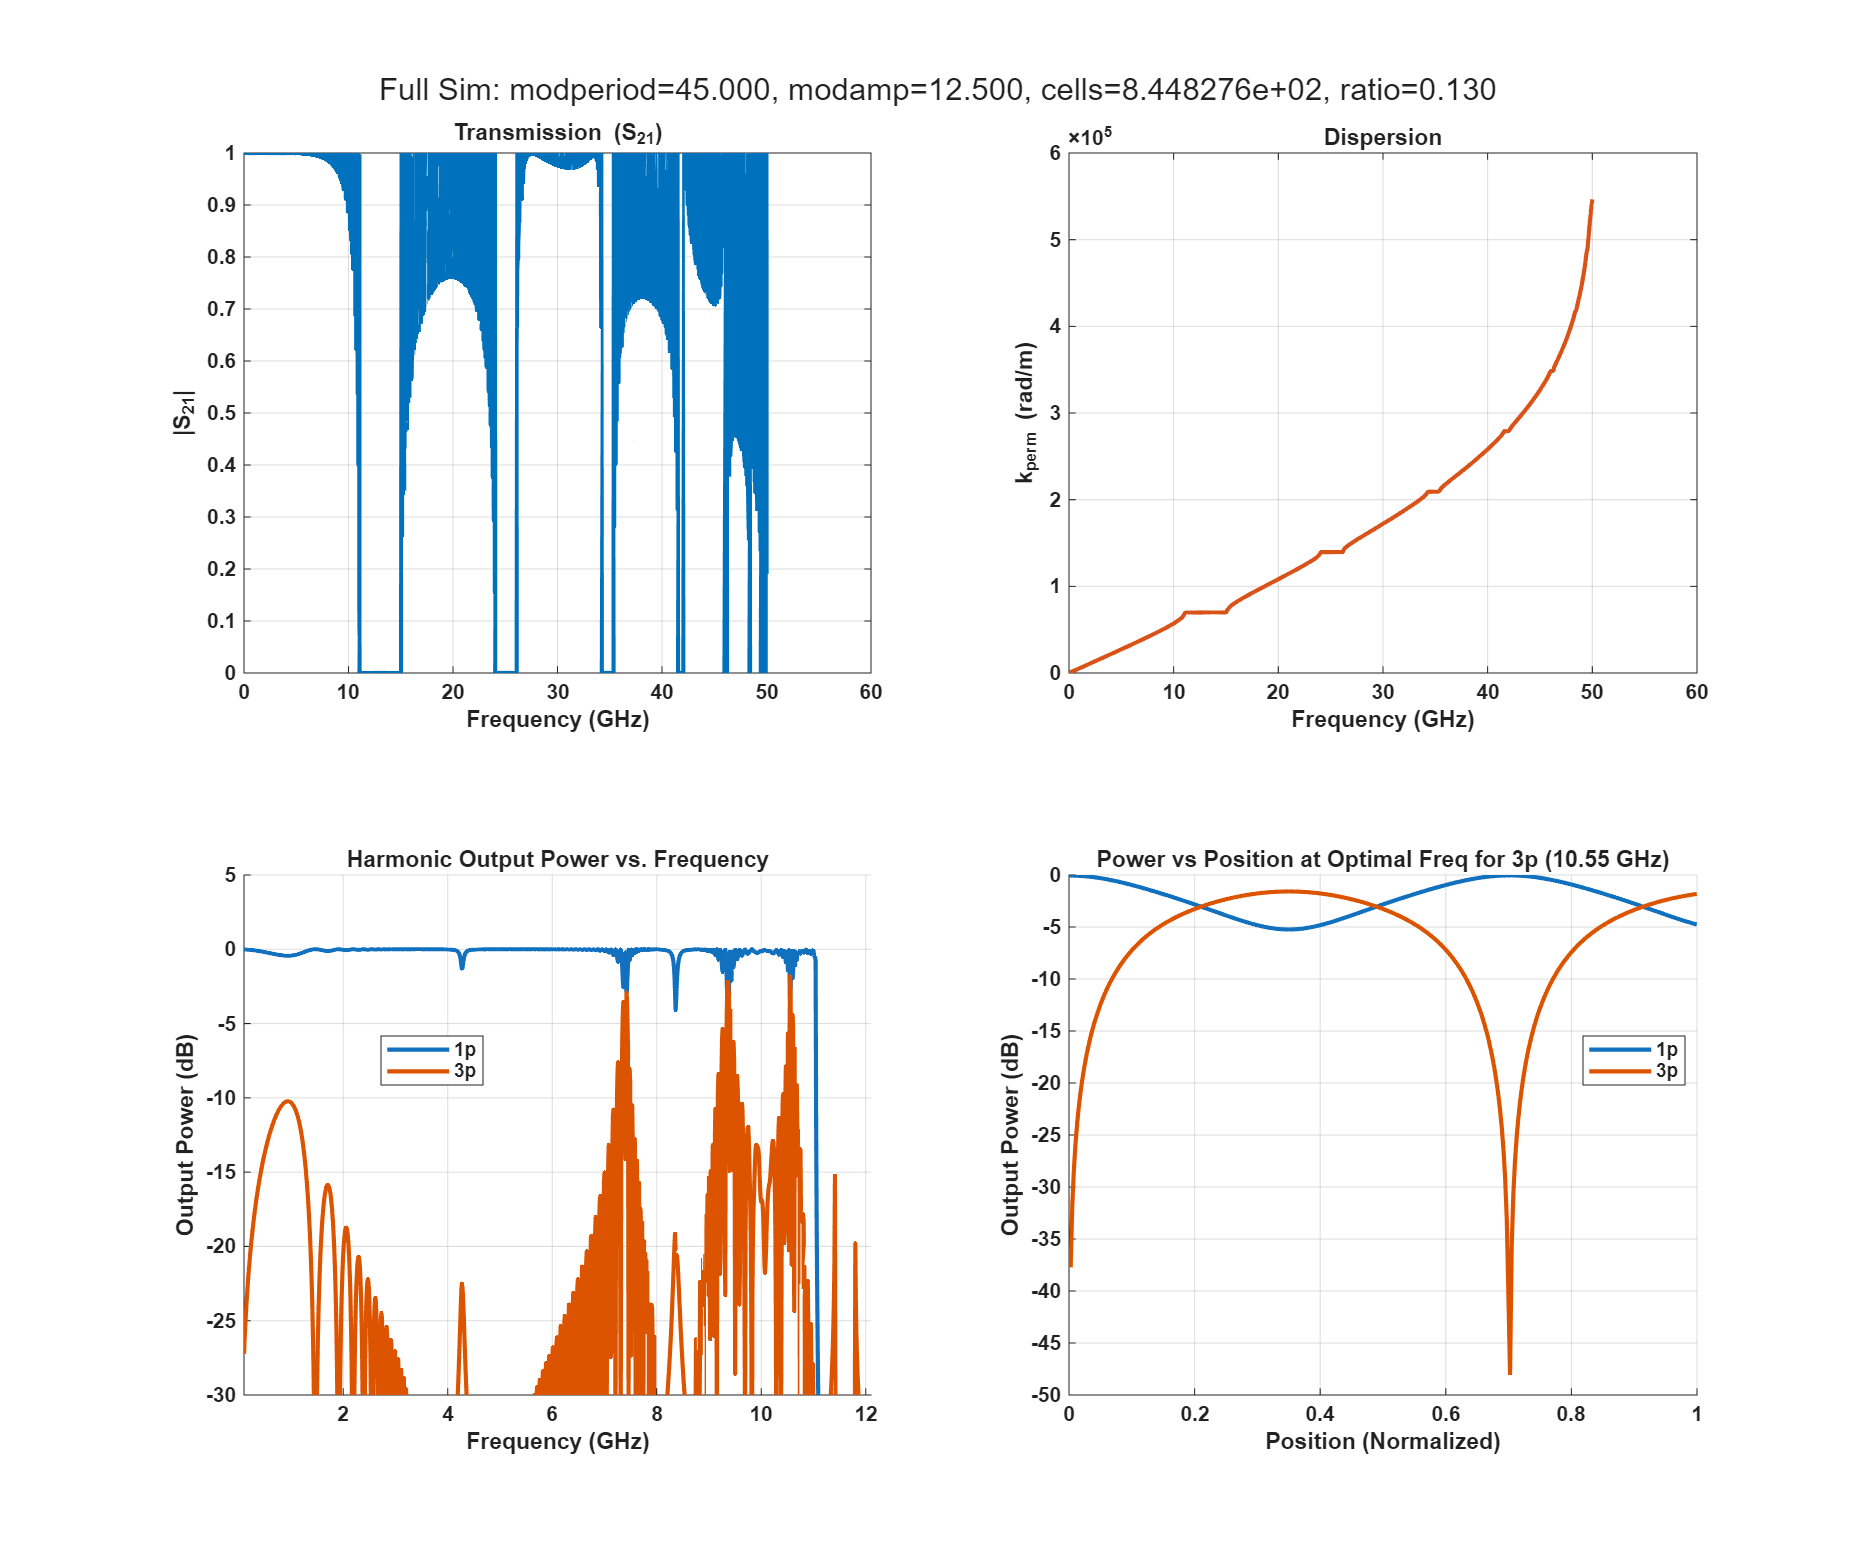 Full Sim: modperiod=45.000, modamp=12.500, cells=8.448276e+02, ratio=0.130
Transmission (S21)
1
0.9
0.8
0.7
0.6
0.5
0.4
0.3
0.2
0.1
0
|S21|
0 10 20 30 40 50 60
Frequency (GHz)
×10^5
Dispersion
6
5
4
3
2
1
0
kperm (rad/m)
0 10 20 30 40 50 60
Frequency (GHz)
Harmonic Output Power vs. Frequency
5
0
-5
-10
-15
-20
-25
-30
Output Power (dB)
1p
3p
2 4 6 8 10 12
Frequency (GHz)
Power vs Position at Optimal Freq for 3p (10.55 GHz)
0
-5
-10
-15
-20
-25
-30
-35
-40
-45
-50
Output Power (dB)
1p
3p
0 0.2 0.4 0.6 0.8 1
Position (Normalized)